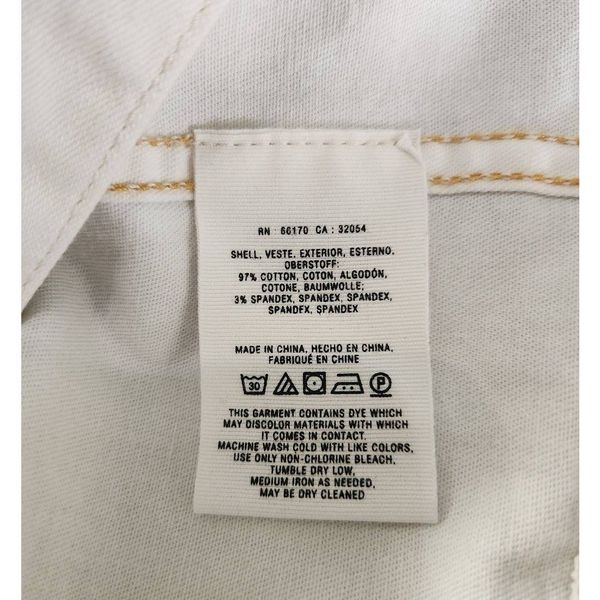 RN : 66170 CA : 32054
SHELL, VESTE, EXTERIOR, ESTERNO,
OBERSTOFF:
97% COTTON, COTON, ALGODÓN,
COTONE, BAUMWOLLE;
3% SPANDEX, SPANDEX, SPANDEX,
SPANDEX, SPANDEX
MADE IN CHINA, HECHO EN CHINA,
FABRIQUÉ EN CHINE
30 P
THIS GARMENT CONTAINS DYE WHICH
MAY DISCOLOR MATERIALS WITH WHICH
IT COMES IN CONTACT.
MACHINE WASH COLD WITH LIKE COLORS,
USE ONLY NON-CHLORINE BLEACH,
TUMBLE DRY LOW,
MEDIUM IRON AS NEEDED,
MAY BE DRY CLEANED